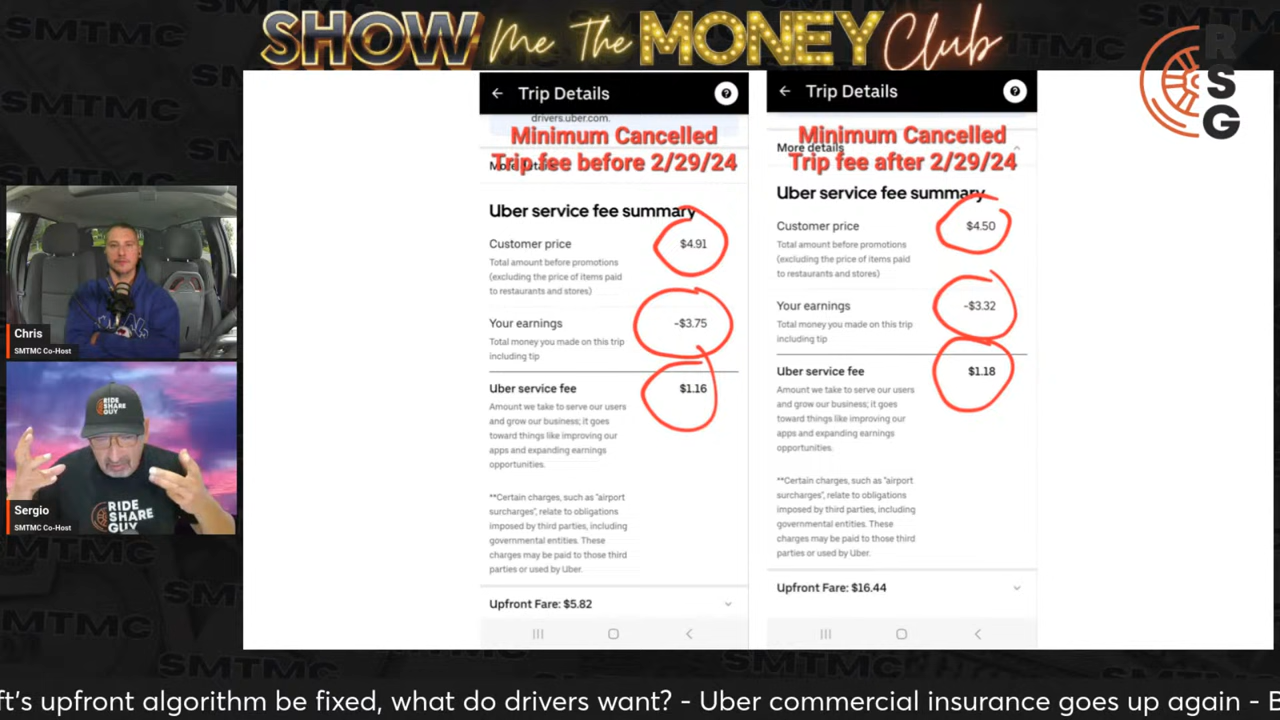 SHOW Me The MONEY Club
RSG
Chris
SMTMC Co-Host
RIDE
SHARE
GUY
RIDE
SHARE
GUY
Sergio
SMTMC Co-Host
Trip Details
drivers.uber.com.
Minimum Cancelled
Trip fee before 2/29/24
Uber service fee summary
Customer price $4.91
Total amount before promotions
(excluding the price of items paid
to restaurants and stores)
Your earnings -$3.75
Total money you made on this trip
including tip
Uber service fee $1.16
Amount we take to serve our users
and grow our business; it goes
toward things like improving our
apps and expanding earnings
opportunities.
**Certain charges, such as "airport
surcharges", relate to obligations
imposed by third parties, including
governmental entities. These
charges may be paid to those third
parties or used by Uber.
Upfront Fare: $5.82
Trip Details
Minimum Cancelled
More details
Trip fee after 2/29/24
Uber service fee summary
Customer price $4.50
Total amount before promotions
(excluding the price of items paid
to restaurants and stores)
Your earnings -$3.32
Total money you made on this trip
including tip
Uber service fee $1.18
Amount we take to serve our users
and grow our business; it goes
toward things like improving our
apps and expanding earnings
opportunities.
**Certain charges, such as "airport
surcharges", relate to obligations
imposed by third parties, including
governmental entities. These
charges may be paid to those third
parties or used by Uber.
Upfront Fare: $16.44
ft's upfront algorithm be fixed, what do drivers want? - Uber commercial insurance goes up again - E